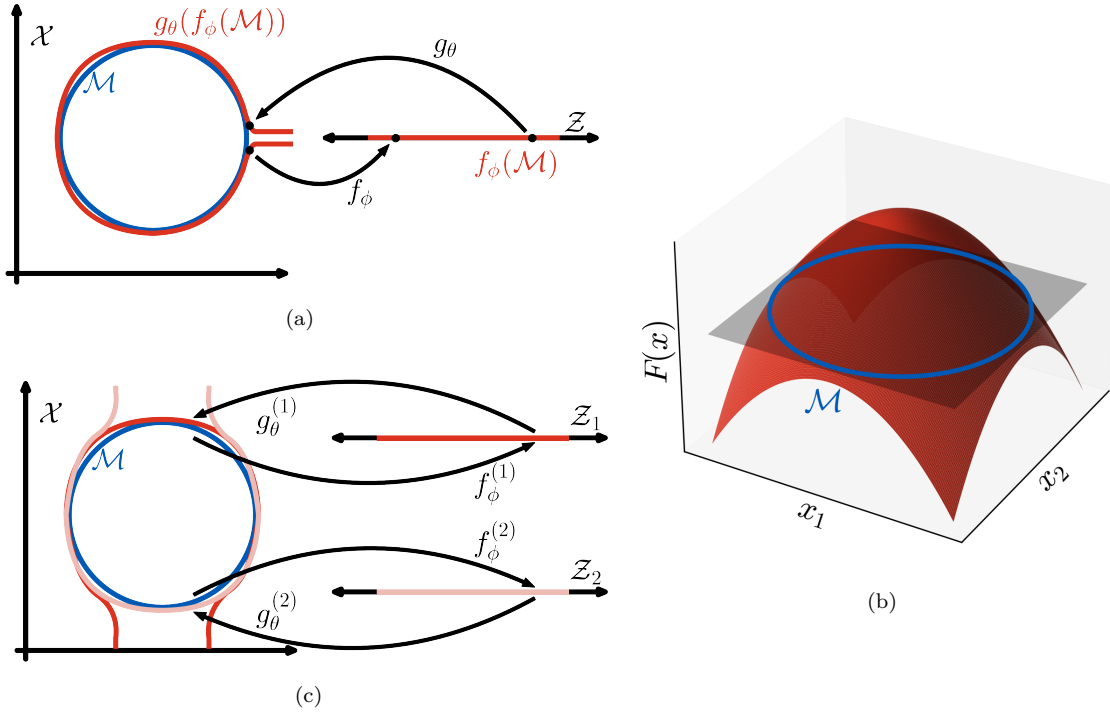 𝒳
g_θ(f_ϕ(ℳ))
ℳ
g_θ
𝒵
f_ϕ(ℳ)
f_ϕ
(a)
F(x)
ℳ
x_1
x_2
(b)
𝒳
ℳ
g_θ^(1)
𝒵_1
f_ϕ^(1)
f_ϕ^(2)
𝒵_2
g_θ^(2)
(c)